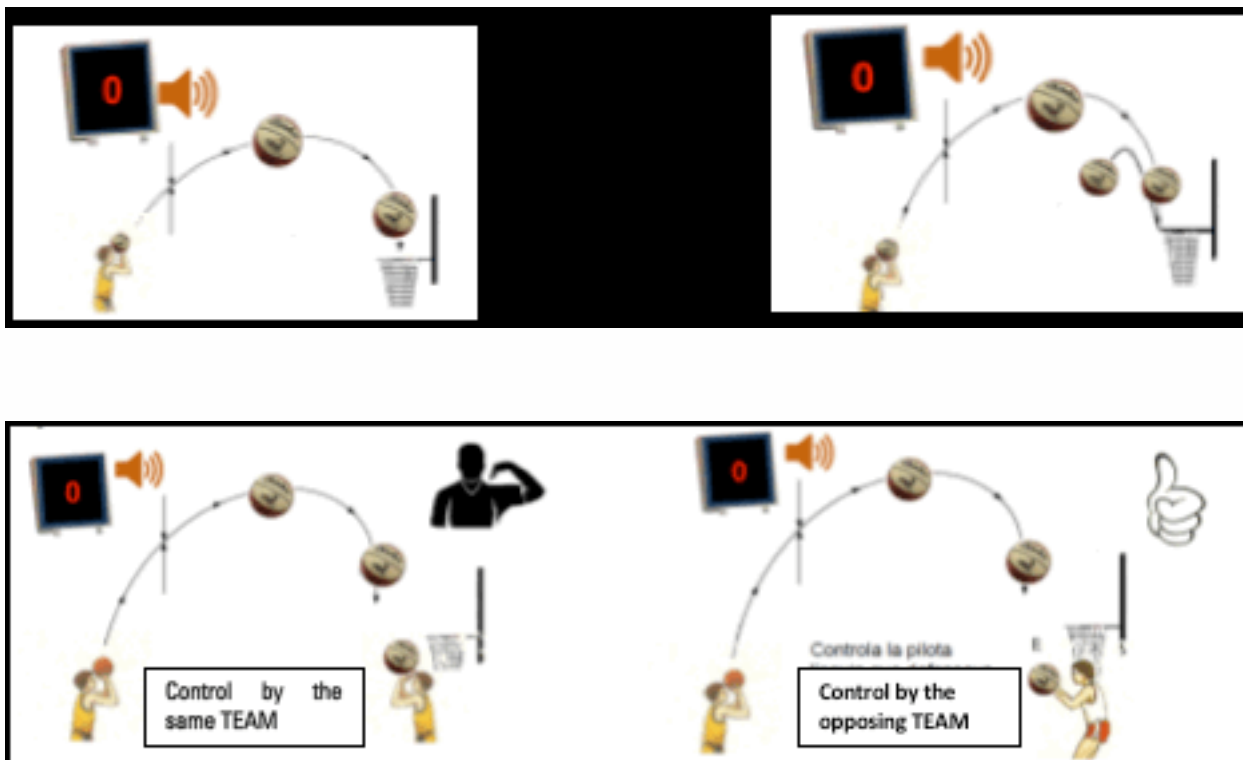 0
0
0
0
Control by the
same TEAM
Controla la pilota
E
S
Control by the
opposing TEAM